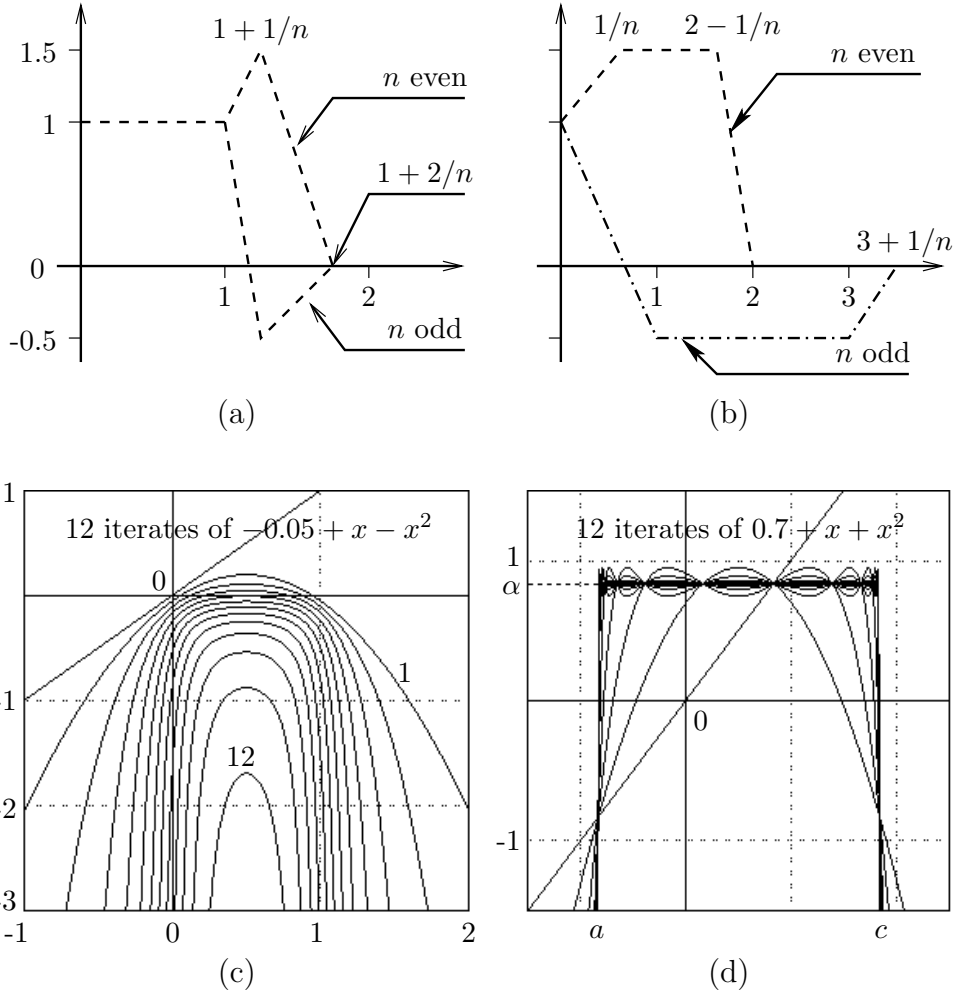 1 + 1/n
1.5
n even
1
1 + 2/n
0
1
2
n odd
-0.5
(a)
1/n
2 − 1/n
n even
3 + 1/n
1
2
3
n odd
(b)
1
12 iterates of −0.05 + x − x²
0
1
-1
12
-2
-3
-1
0
1
2
(c)
12 iterates of 0.7 + x + x²
1
α
0
-1
a
c
(d)